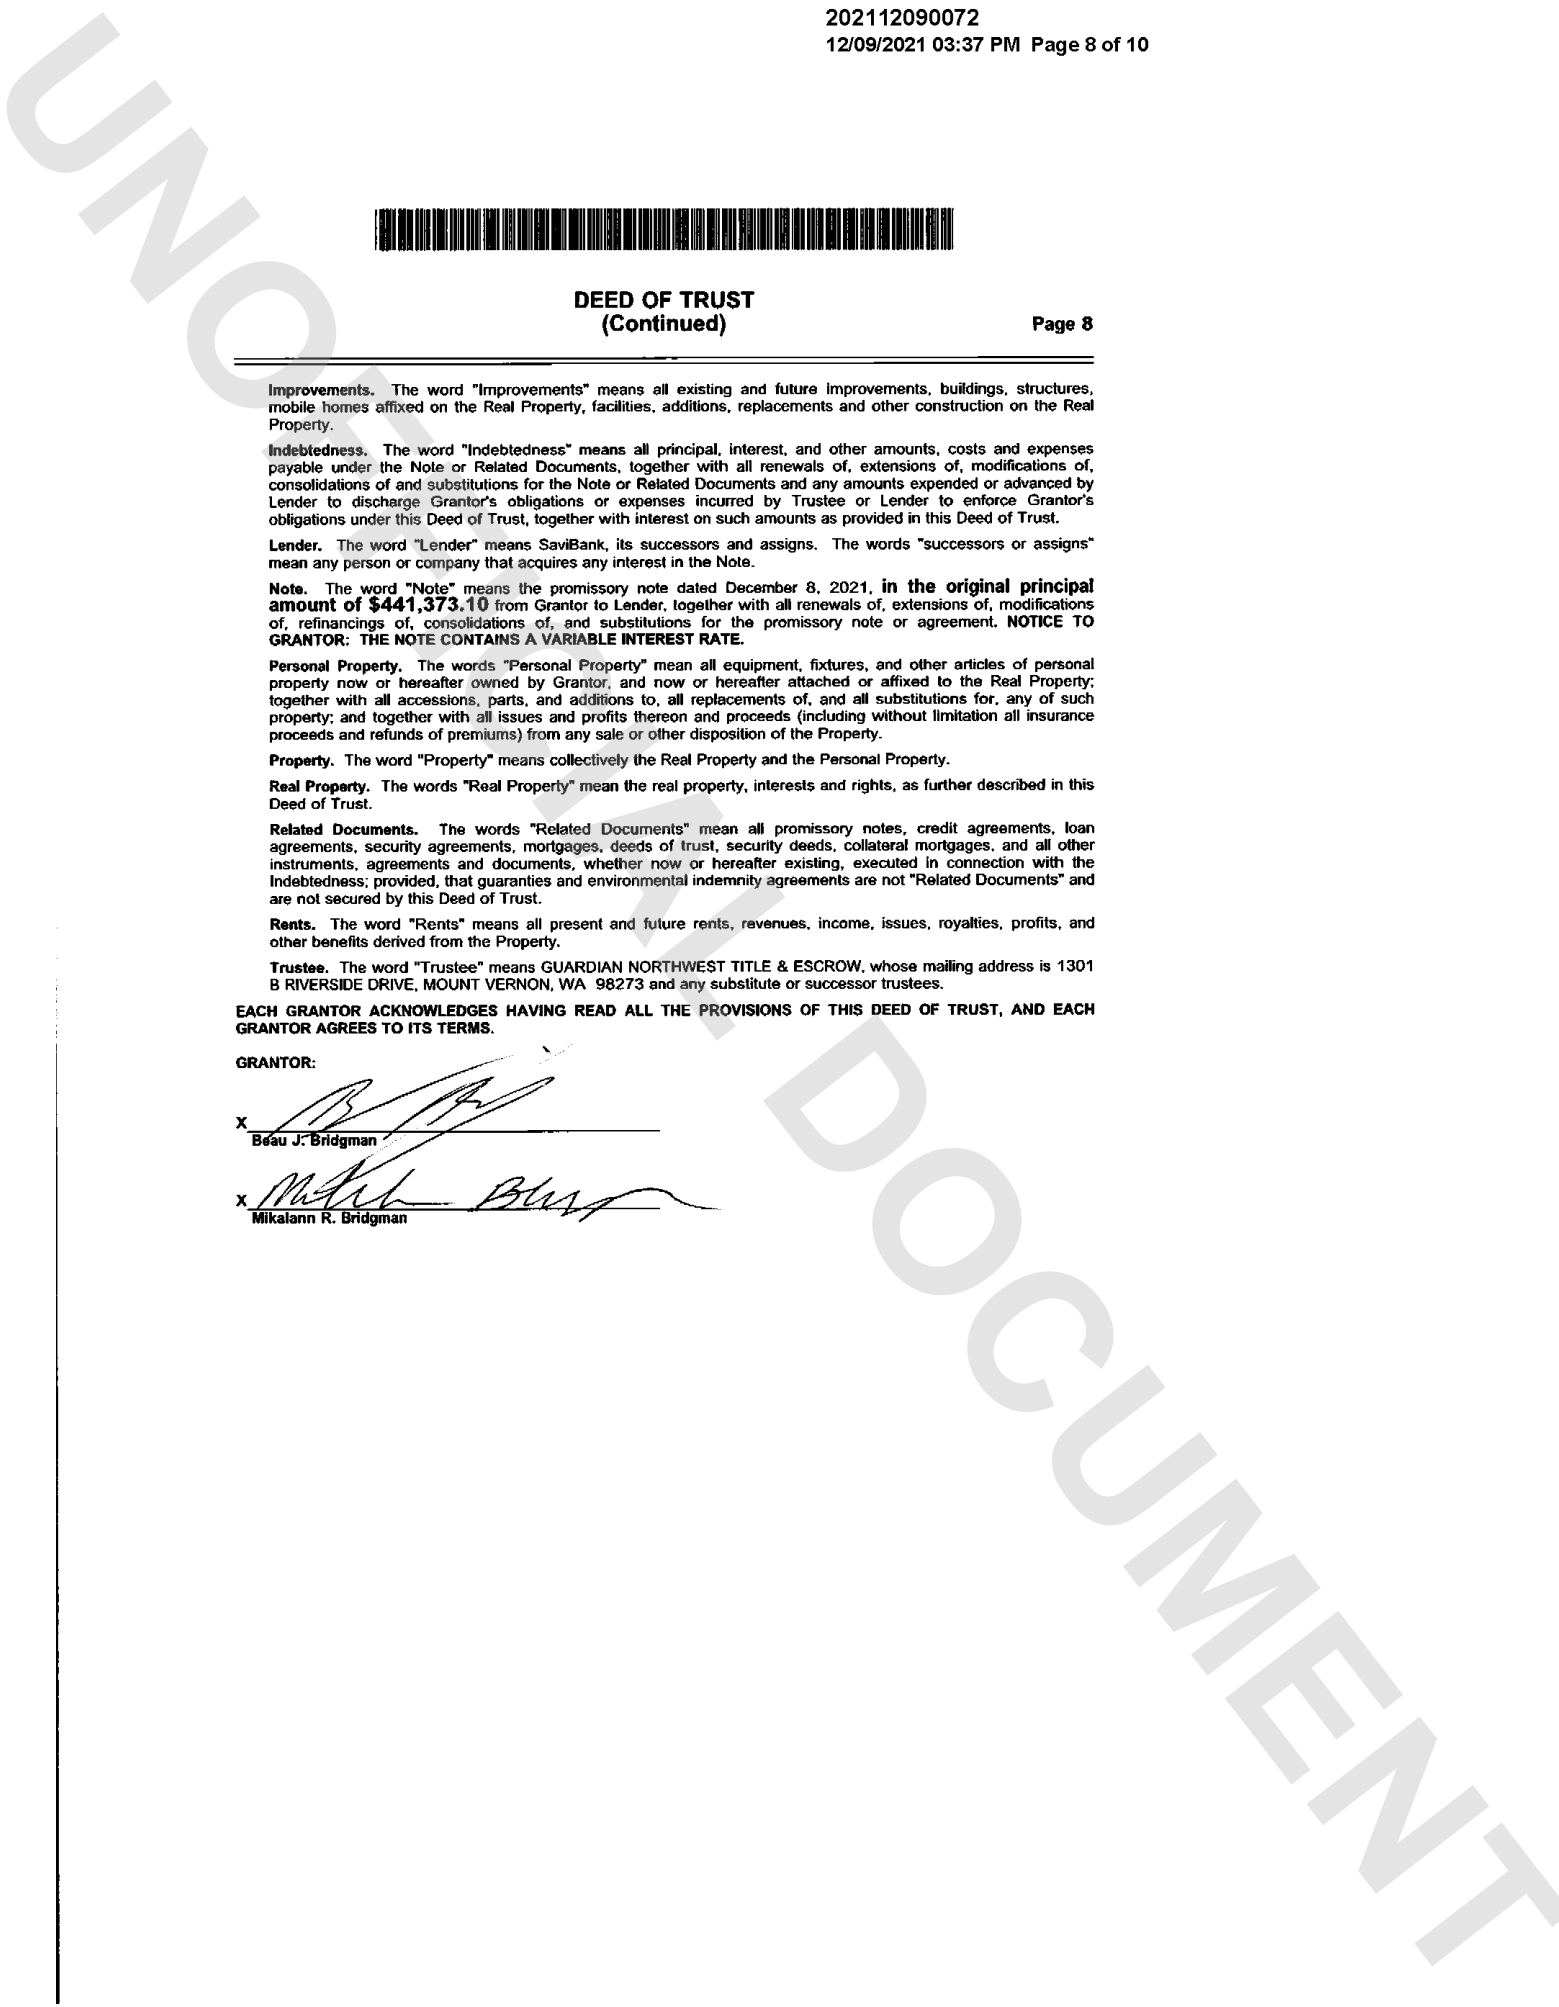 202112090072
12/09/2021 03:37 PM Page 8 of 10
DEED OF TRUST
(Continued)
Page 8
Improvements. The word "Improvements" means all existing and future improvements, buildings, structures,
mobile homes affixed on the Real Property, facilities, additions, replacements and other construction on the Real
Property.
Indebtedness. The word "Indebtedness" means all principal, interest, and other amounts, costs and expenses
payable under the Note or Related Documents, together with all renewals of, extensions of, modifications of,
consolidations of and substitutions for the Note or Related Documents and any amounts expended or advanced by
Lender to discharge Grantor's obligations or expenses incurred by Trustee or Lender to enforce Grantor's
obligations under this Deed of Trust, together with interest on such amounts as provided in this Deed of Trust.
Lender. The word "Lender" means SaviBank, its successors and assigns. The words "successors or assigns"
mean any person or company that acquires any interest in the Note.
Note. The word "Note" means the promissory note dated December 8, 2021, in the original principal
amount of $441,373.10 from Grantor to Lender, together with all renewals of, extensions of, modifications
of, refinancings of, consolidations of, and substitutions for the promissory note or agreement. NOTICE TO
GRANTOR: THE NOTE CONTAINS A VARIABLE INTEREST RATE.
Personal Property. The words "Personal Property" mean all equipment, fixtures, and other articles of personal
property now or hereafter owned by Grantor, and now or hereafter attached or affixed to the Real Property;
together with all accessions, parts, and additions to, all replacements of, and all substitutions for, any of such
property; and together with all issues and profits thereon and proceeds (including without limitation all insurance
proceeds and refunds of premiums) from any sale or other disposition of the Property.
Property. The word "Property" means collectively the Real Property and the Personal Property.
Real Property. The words "Real Property" mean the real property, interests and rights, as further described in this
Deed of Trust.
Related Documents. The words "Related Documents" mean all promissory notes, credit agreements, loan
agreements, security agreements, mortgages, deeds of trust, security deeds, collateral mortgages, and all other
instruments, agreements and documents, whether now or hereafter existing, executed in connection with the
Indebtedness; provided, that guaranties and environmental indemnity agreements are not "Related Documents" and
are not secured by this Deed of Trust.
Rents. The word "Rents" means all present and future rents, revenues, income, issues, royalties, profits, and
other benefits derived from the Property.
Trustee. The word "Trustee" means GUARDIAN NORTHWEST TITLE & ESCROW, whose mailing address is 1301
B RIVERSIDE DRIVE, MOUNT VERNON, WA 98273 and any substitute or successor trustees.
EACH GRANTOR ACKNOWLEDGES HAVING READ ALL THE PROVISIONS OF THIS DEED OF TRUST, AND EACH
GRANTOR AGREES TO ITS TERMS.
GRANTOR:
X
Beau J. Bridgman
X
Mikalann R. Bridgman
UNOFFICIAL DOCUMENT